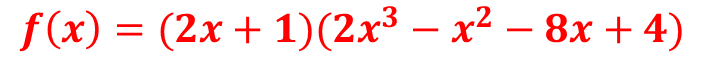 f(x) = (2x + 1)(2x³ − x² − 8x + 4)